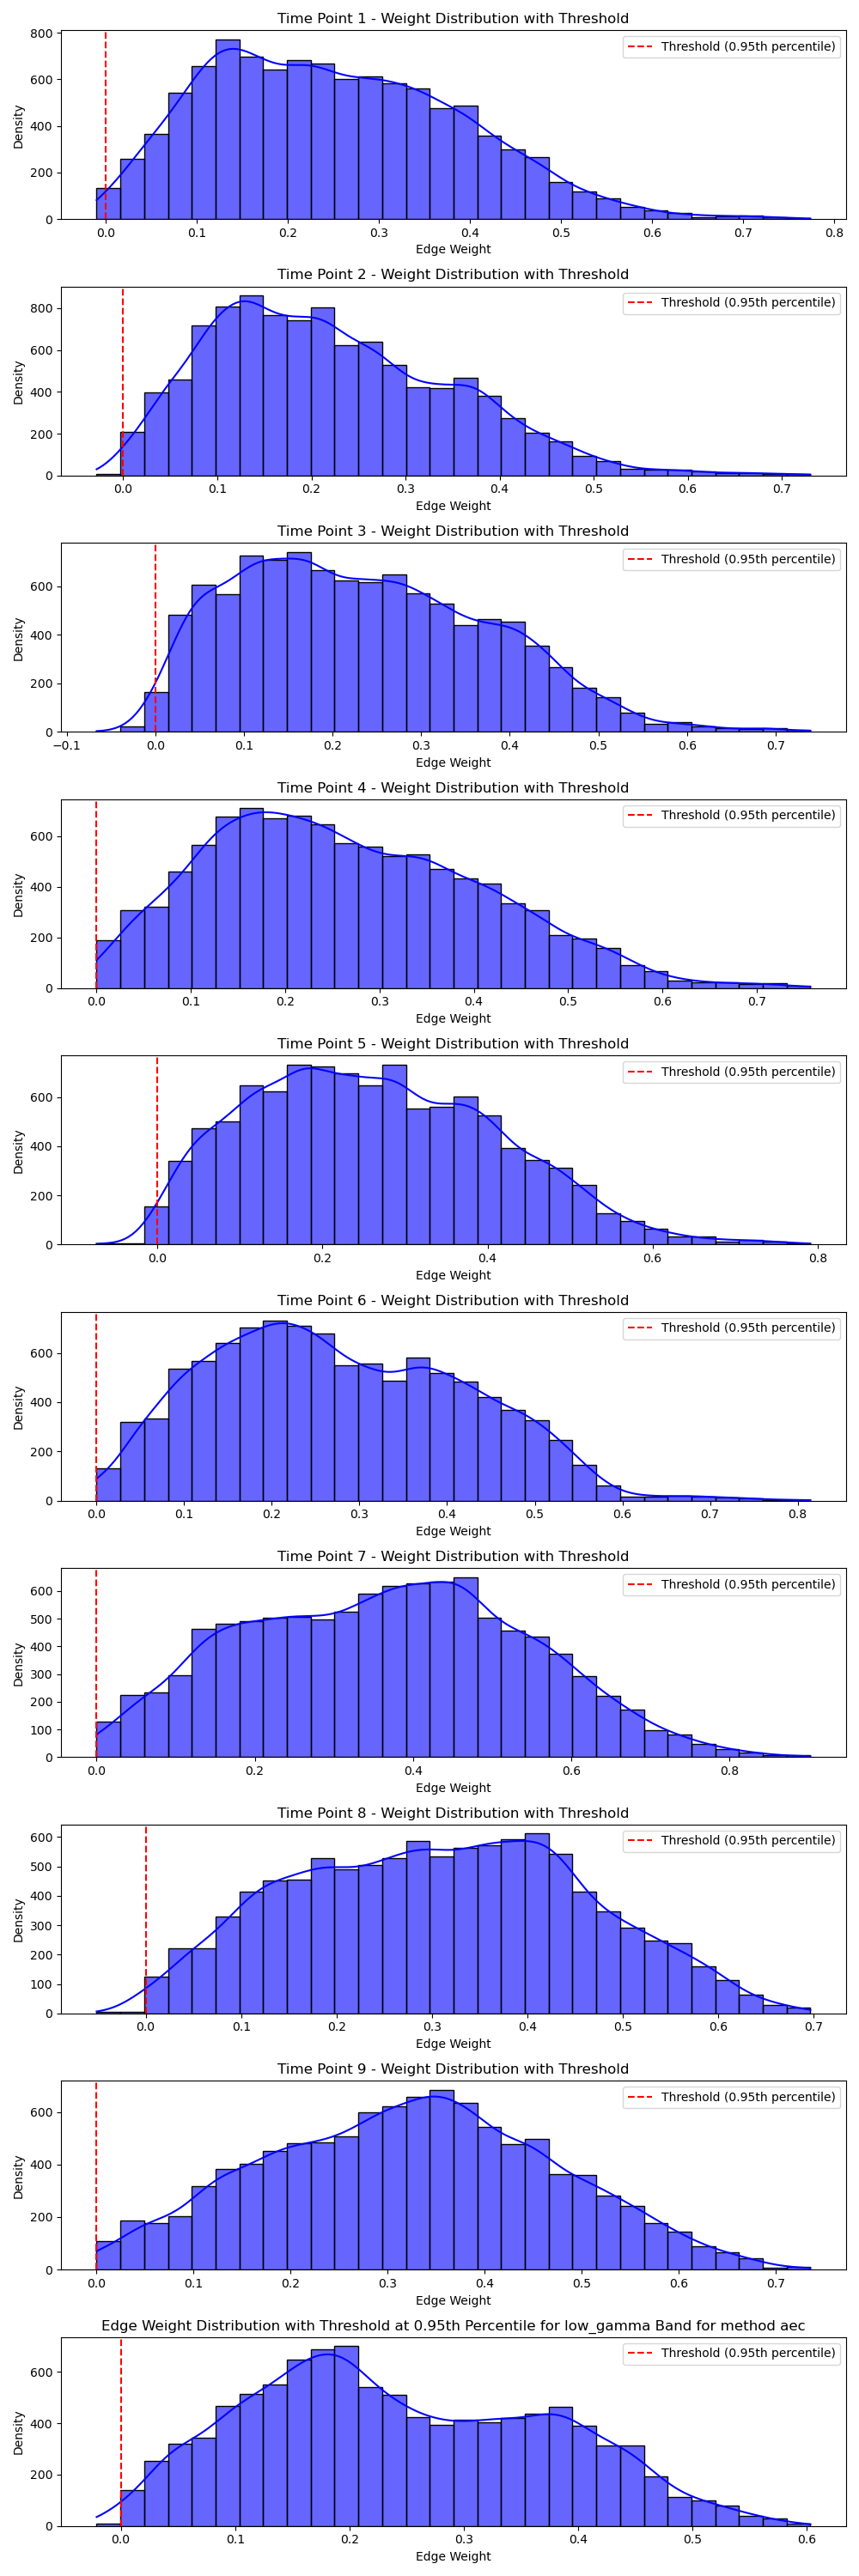 Time Point 1 - Weight Distribution with Threshold
Threshold (0.95th percentile)
Density
800
600
400
200
0
0.0 0.1 0.2 0.3 0.4 0.5 0.6 0.7 0.8
Edge Weight
Time Point 2 - Weight Distribution with Threshold
Threshold (0.95th percentile)
Density
800
600
400
200
0
0.0 0.1 0.2 0.3 0.4 0.5 0.6 0.7
Edge Weight
Time Point 3 - Weight Distribution with Threshold
Threshold (0.95th percentile)
Density
600
400
200
0
−0.1 0.0 0.1 0.2 0.3 0.4 0.5 0.6 0.7
Edge Weight
Time Point 4 - Weight Distribution with Threshold
Threshold (0.95th percentile)
Density
600
400
200
0
0.0 0.1 0.2 0.3 0.4 0.5 0.6 0.7
Edge Weight
Time Point 5 - Weight Distribution with Threshold
Threshold (0.95th percentile)
Density
600
400
200
0
0.0 0.2 0.4 0.6 0.8
Edge Weight
Time Point 6 - Weight Distribution with Threshold
Threshold (0.95th percentile)
Density
600
400
200
0
0.0 0.1 0.2 0.3 0.4 0.5 0.6 0.7 0.8
Edge Weight
Time Point 7 - Weight Distribution with Threshold
Threshold (0.95th percentile)
Density
600
500
400
300
200
100
0
0.0 0.2 0.4 0.6 0.8
Edge Weight
Time Point 8 - Weight Distribution with Threshold
Threshold (0.95th percentile)
Density
600
500
400
300
200
100
0
0.0 0.1 0.2 0.3 0.4 0.5 0.6 0.7
Edge Weight
Time Point 9 - Weight Distribution with Threshold
Threshold (0.95th percentile)
Density
600
400
200
0
0.0 0.1 0.2 0.3 0.4 0.5 0.6 0.7
Edge Weight
Edge Weight Distribution with Threshold at 0.95th Percentile for low_gamma Band for method aec
Threshold (0.95th percentile)
Density
600
400
200
0
0.0 0.1 0.2 0.3 0.4 0.5 0.6
Edge Weight